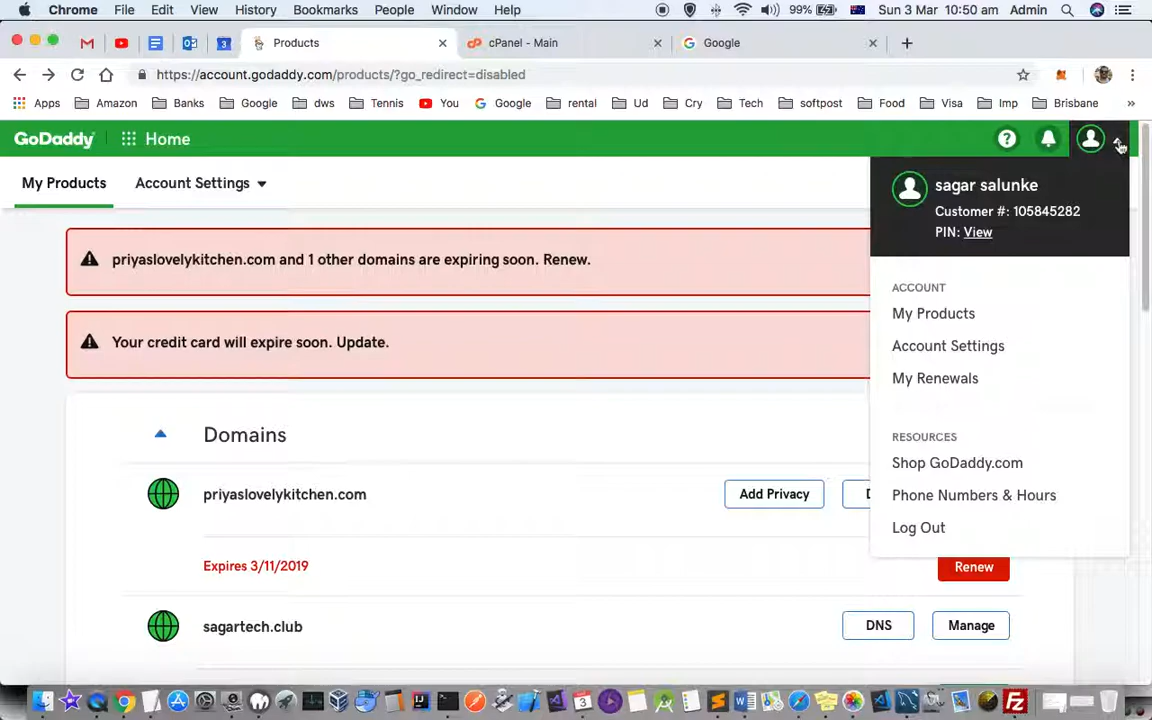 Chrome File Edit View History Bookmarks People Window Help 99% Sun 3 Mar 10:50 am Admin
Products cPanel - Main Google
https://account.godaddy.com/products/?go_redirect=disabled
Apps Amazon Banks Google dws Tennis You Google rental Ud Cry Tech softpost Food Visa Imp Brisbane »
GoDaddy Home
My Products Account Settings
sagar salunke
Customer #: 105845282
PIN: View
priyaslovelykitchen.com and 1 other domains are expiring soon. Renew.
Your credit card will expire soon. Update.
ACCOUNT
My Products
Account Settings
My Renewals
RESOURCES
Shop GoDaddy.com
Phone Numbers & Hours
Log Out
Domains
priyaslovelykitchen.com Add Privacy D
Expires 3/11/2019 Renew
sagartech.club DNS Manage